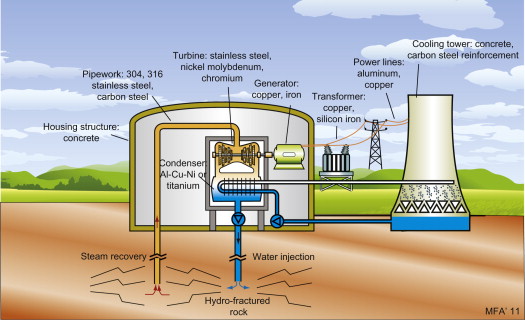 Cooling tower: concrete,
carbon steel reinforcement
Turbine: stainless steel,
nickel molybdenum,
chromium
Power lines:
aluminum,
copper
Pipework: 304, 316
stainless steel,
carbon steel
Generator:
copper, iron
Transformer:
copper,
silicon iron
Housing structure:
concrete
Condenser:
Al-Cu-Ni or
titanium
Steam recovery
Water injection
Hydro-fractured
rock
MFA' 11